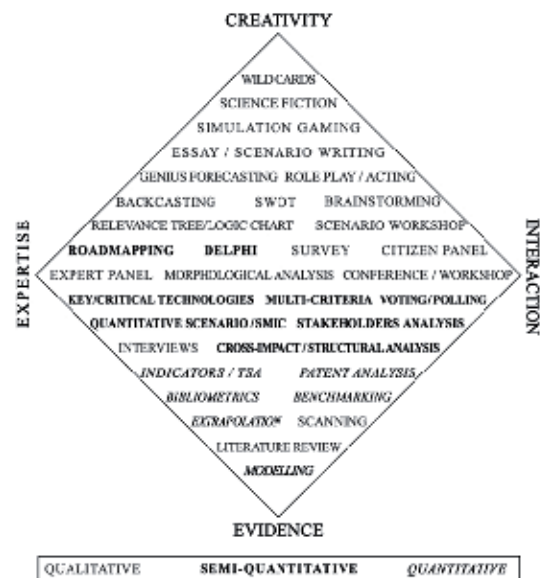 CREATIVITY
WILD CARDS
SCIENCE FICTION
SIMULATION GAMING
ESSAY / SCENARIO WRITING
GENIUS FORECASTING ROLE PLAY / ACTING
BACKCASTING SWOT BRAINSTORMING
RELEVANCE TREE/LOGIC CHART SCENARIO WORKSHOP
ROADMAPPING DELPHI SURVEY CITIZEN PANEL
EXPERT PANEL MORPHOLOGICAL ANALYSIS CONFERENCE / WORKSHOP
KEY/CRITICAL TECHNOLOGIES MULTI-CRITERIA VOTING/POLLING
QUANTITATIVE SCENARIO/SMIC STAKEHOLDERS ANALYSIS
INTERVIEWS CROSS-IMPACT/STRUCTURAL ANALYSIS
INDICATORS / TSA PATENT ANALYSIS
BIBLIOMETRICS BENCHMARKING
EXTRAPOLATION SCANNING
LITERATURE REVIEW
MODELLING
EXPERTISE
INTERACTION
EVIDENCE
QUALITATIVE SEMI-QUANTITATIVE QUANTITATIVE